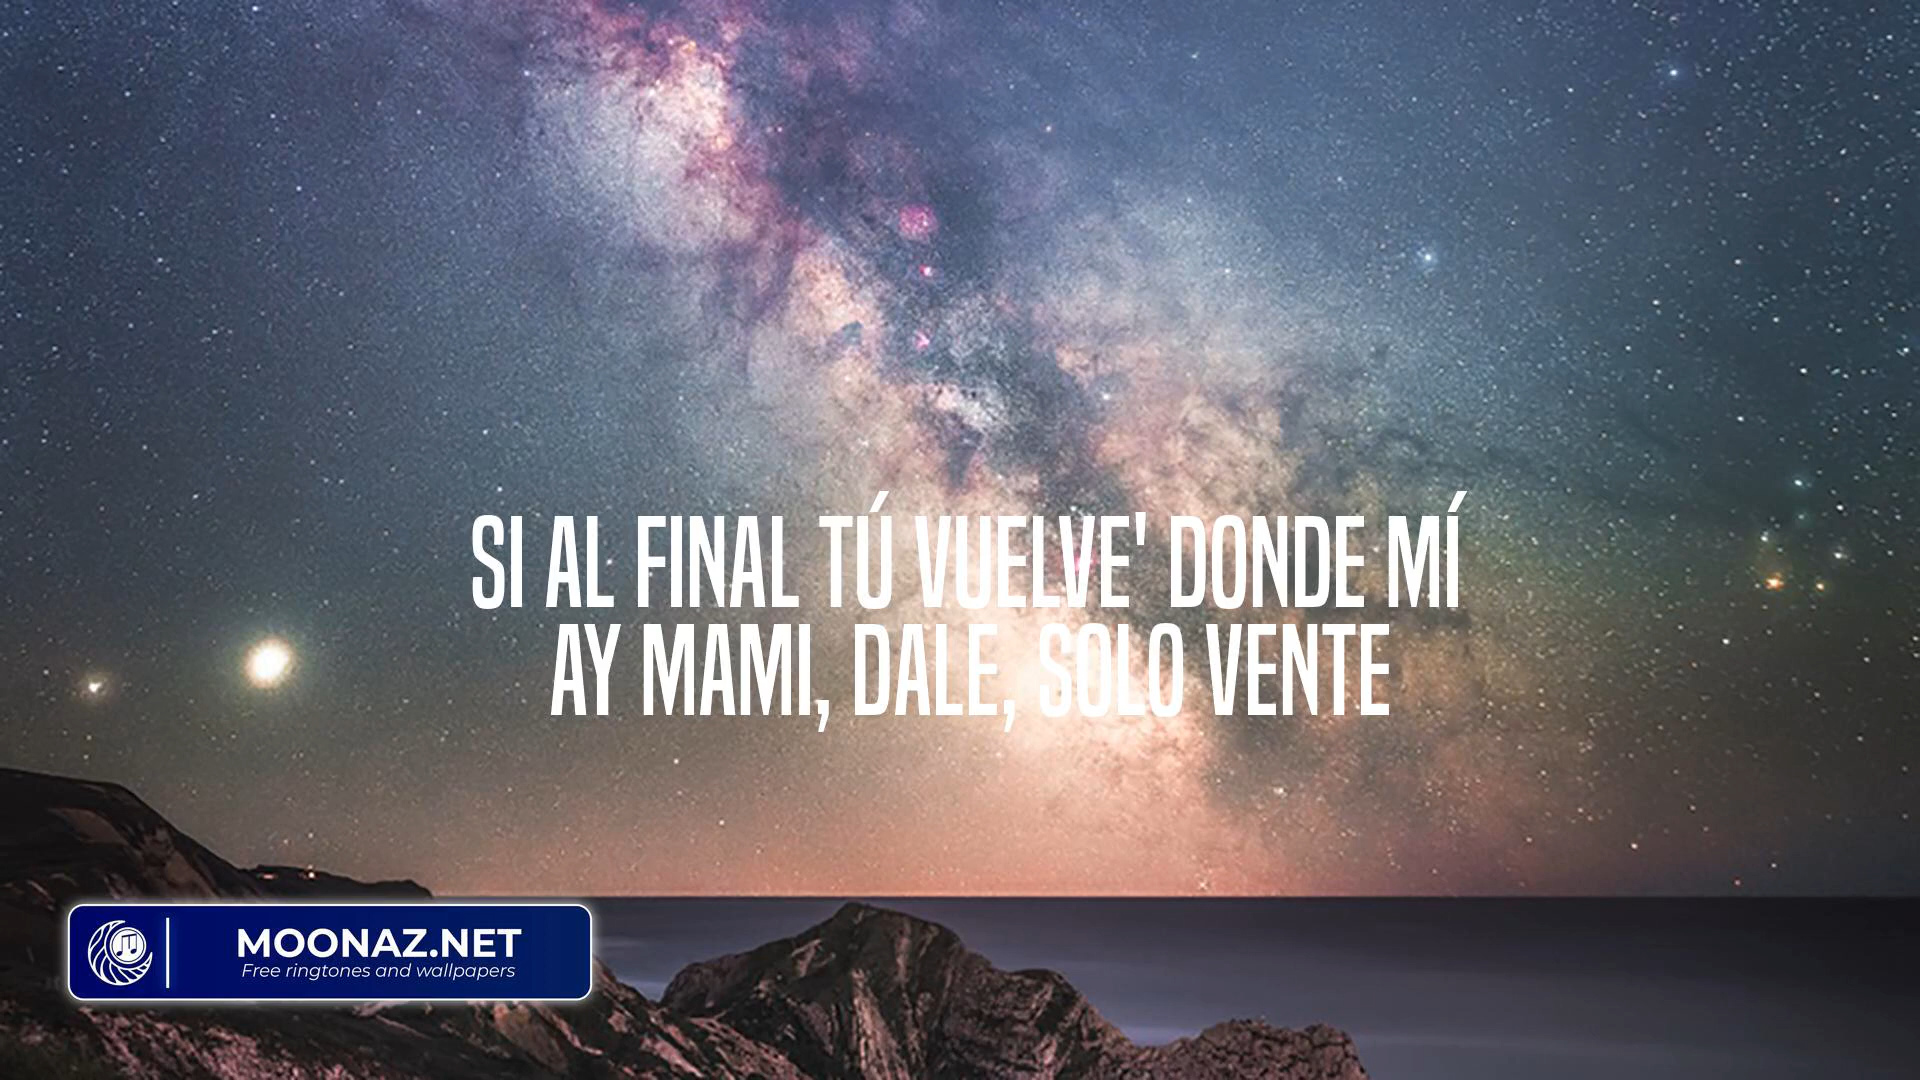 SI AL FINAL TÚ VUELVE' DONDE MÍ
AY MAMI, DALE, SOLO VENTE
MOONAZ.NET
Free ringtones and wallpapers